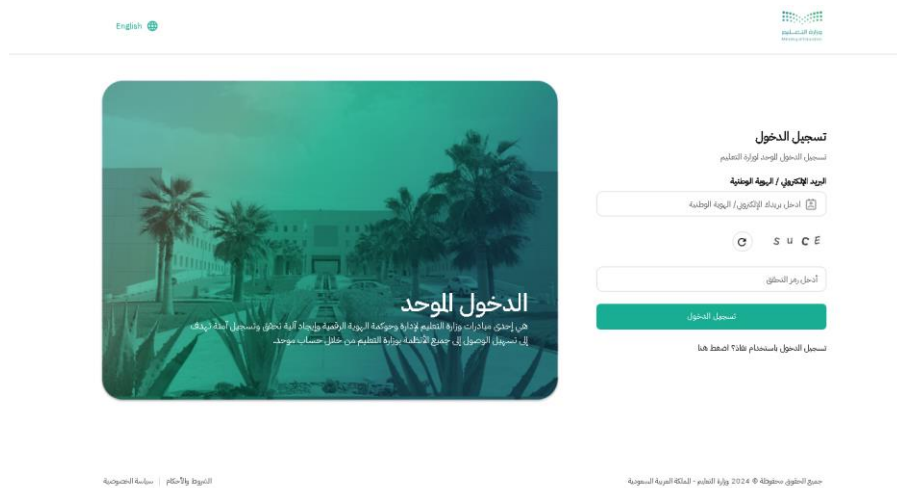 English
وزارة التعليم
Ministry of Education
تسجيل الدخول
تسجيل الدخول الموحد لوزارة التعليم
البريد الإلكتروني / الهوية الوطنية
ادخل بريدك الإلكتروني/ الهوية الوطنية
s u C E
أدخل رمز التحقق
تسجيل الدخول
تسجيل الدخول باستخدام نفاذ؟ اضغط هنا
الدخول الموحد
هي إحدى مبادرات وزارة التعليم لإدارة وحوكمة الهوية الرقمية وإيجاد آلية تحقق وتسجيل آمنة تهدف
إلى تسهيل الوصول إلى جميع الأنظمة بوزارة التعليم من خلال حساب موحد.
جميع الحقوق محفوظة © 2024 وزارة التعليم - المملكة العربية السعودية
الشروط والأحكام | سياسة الخصوصية